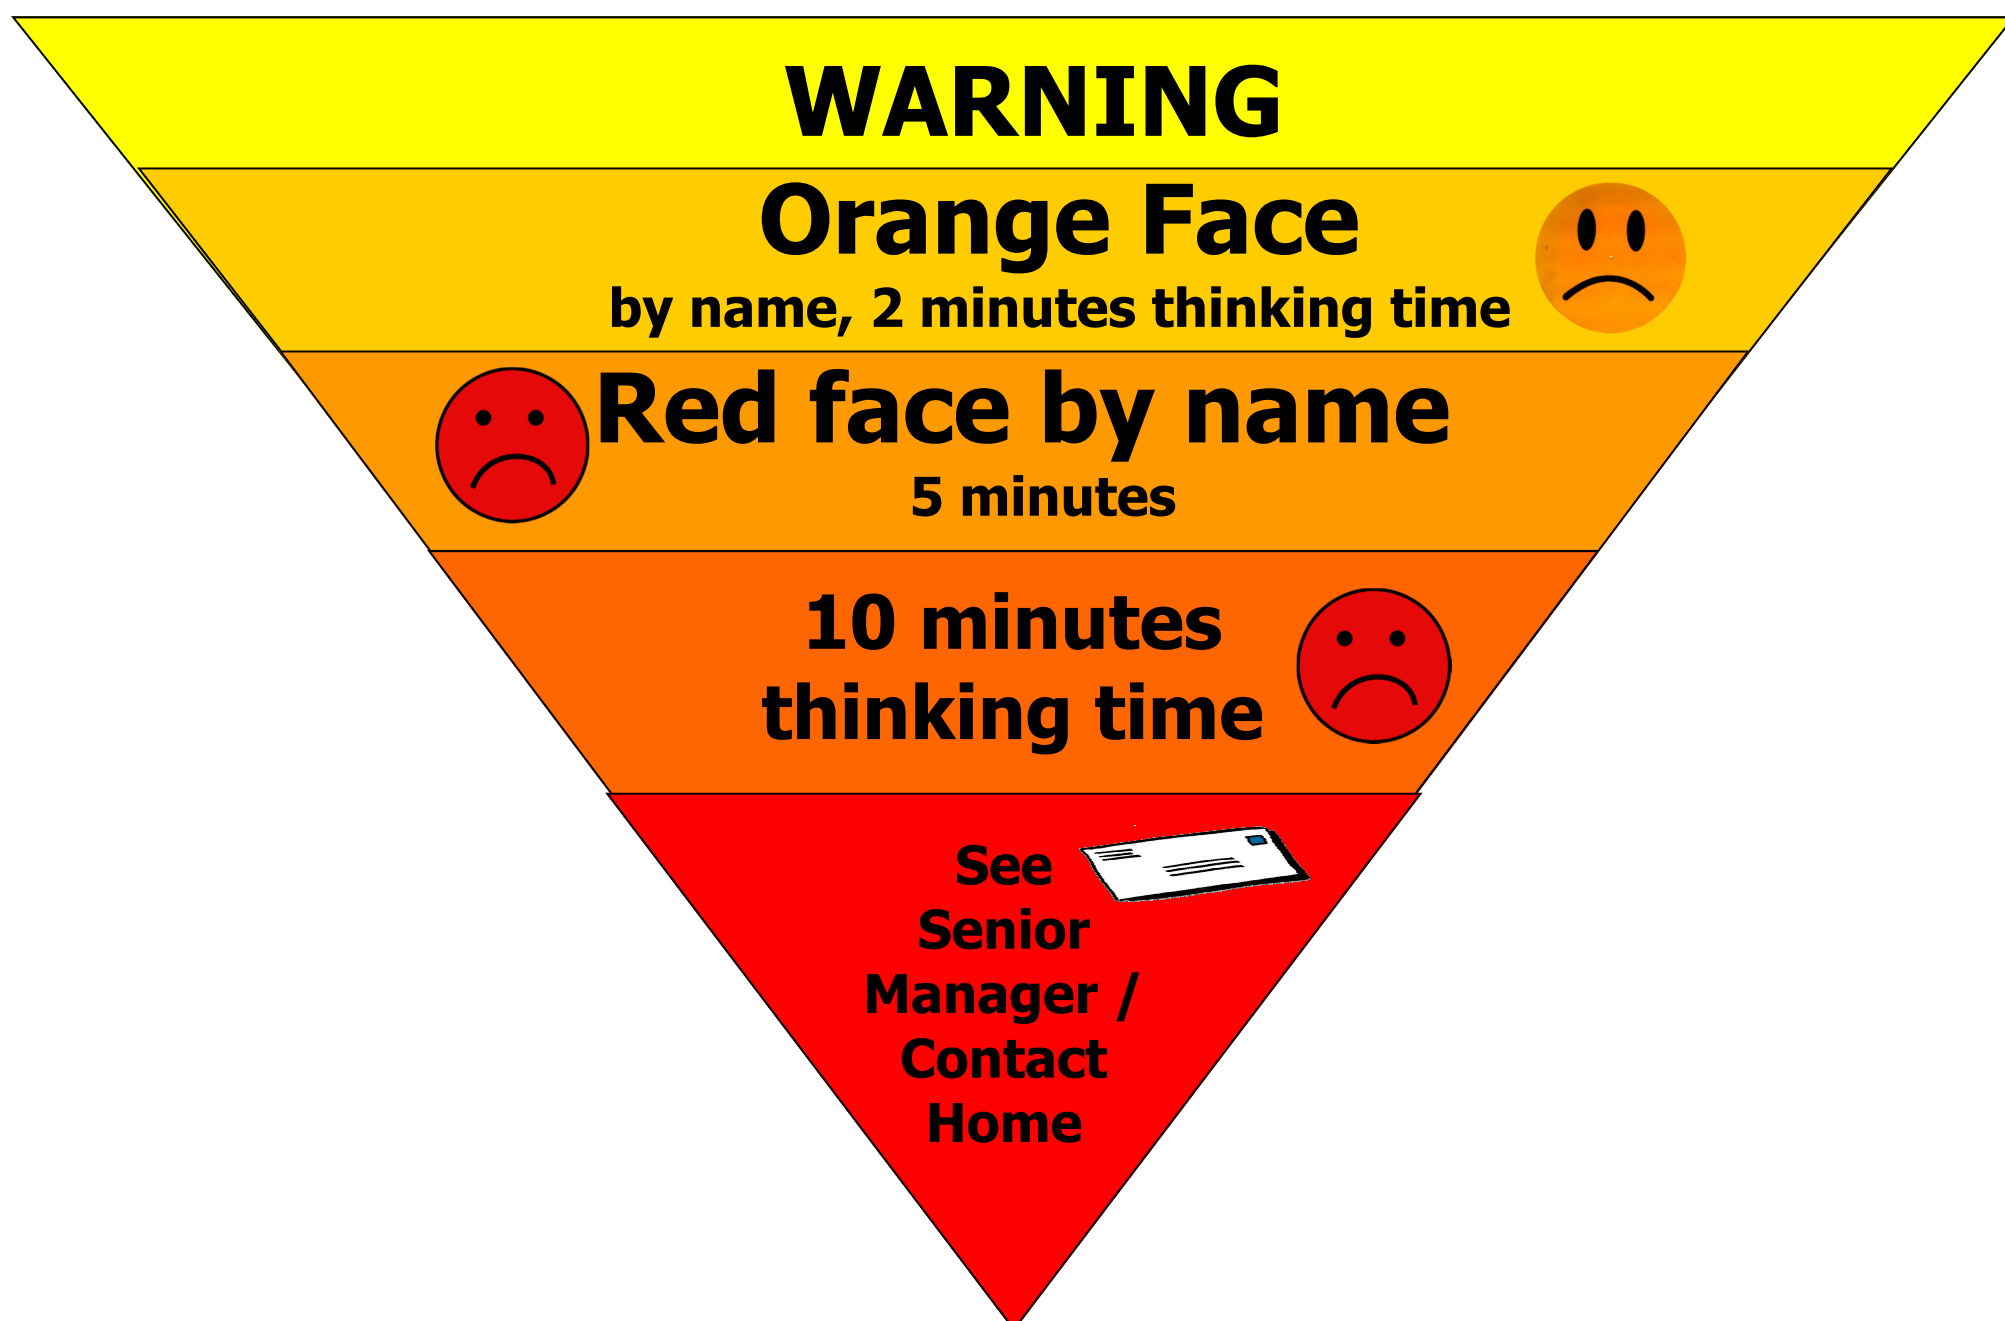 WARNING
Orange Face
by name, 2 minutes thinking time
Red face by name
5 minutes
10 minutes
thinking time
See
Senior
Manager /
Contact
Home